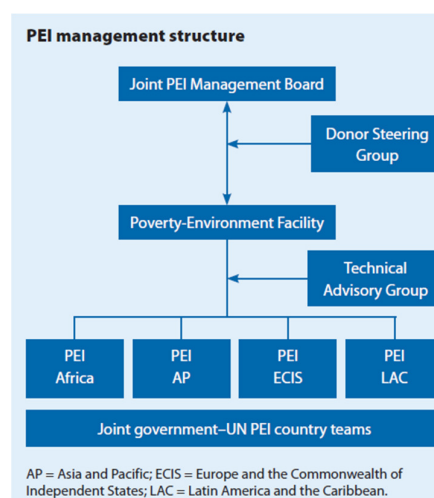 PEI management structure
Joint PEI Management Board
Donor Steering
Group
Poverty-Environment Facility
Technical
Advisory Group
PEI
Africa
PEI
AP
PEI
ECIS
PEI
LAC
Joint government–UN PEI country teams
AP = Asia and Pacific; ECIS = Europe and the Commonwealth of
Independent States; LAC = Latin America and the Caribbean.